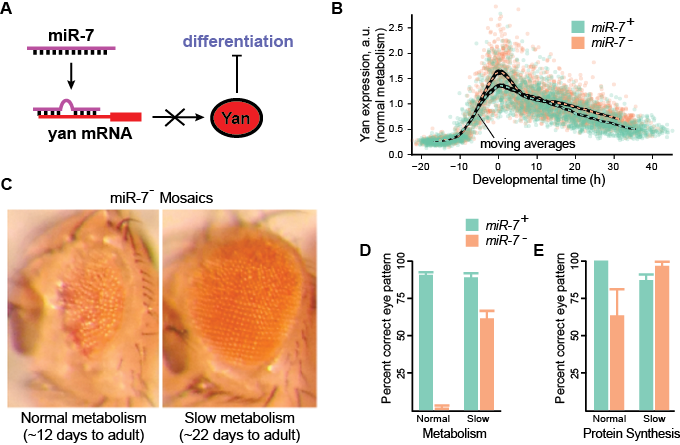 A
miR-7
yan mRNA
differentiation
Yan
B
Yan expression, a.u.
(normal metabolism)
3.0
2.5
2.0
1.5
1.0
0.5
0.0
miR-7+
miR-7-
moving averages
-20 -10 0 10 20 30 40
Developmental time (h)
C
miR-7- Mosaics
Normal metabolism
(~12 days to adult)
Slow metabolism
(~22 days to adult)
miR-7+
miR-7-
D
Percent correct eye pattern
100
75
50
25
Normal Slow
Metabolism
E
Percent correct eye pattern
100
75
50
25
Normal Slow
Protein Synthesis